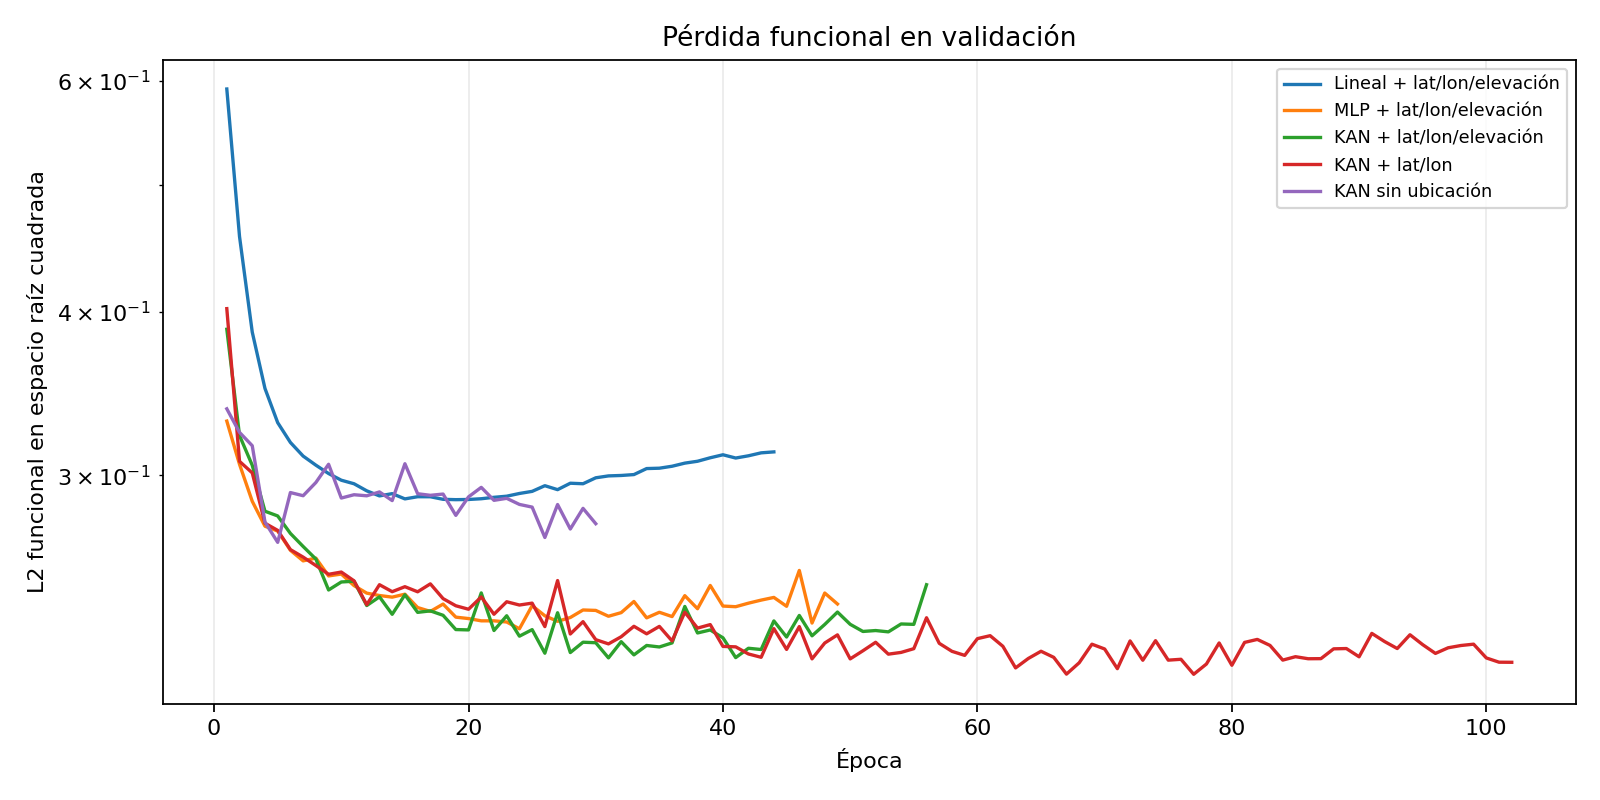 Pérdida funcional en validación
6 × 10⁻¹
4 × 10⁻¹
3 × 10⁻¹
L2 funcional en espacio raíz cuadrada
Lineal + lat/lon/elevación
MLP + lat/lon/elevación
KAN + lat/lon/elevación
KAN + lat/lon
KAN sin ubicación
0 20 40 60 80 100
Época